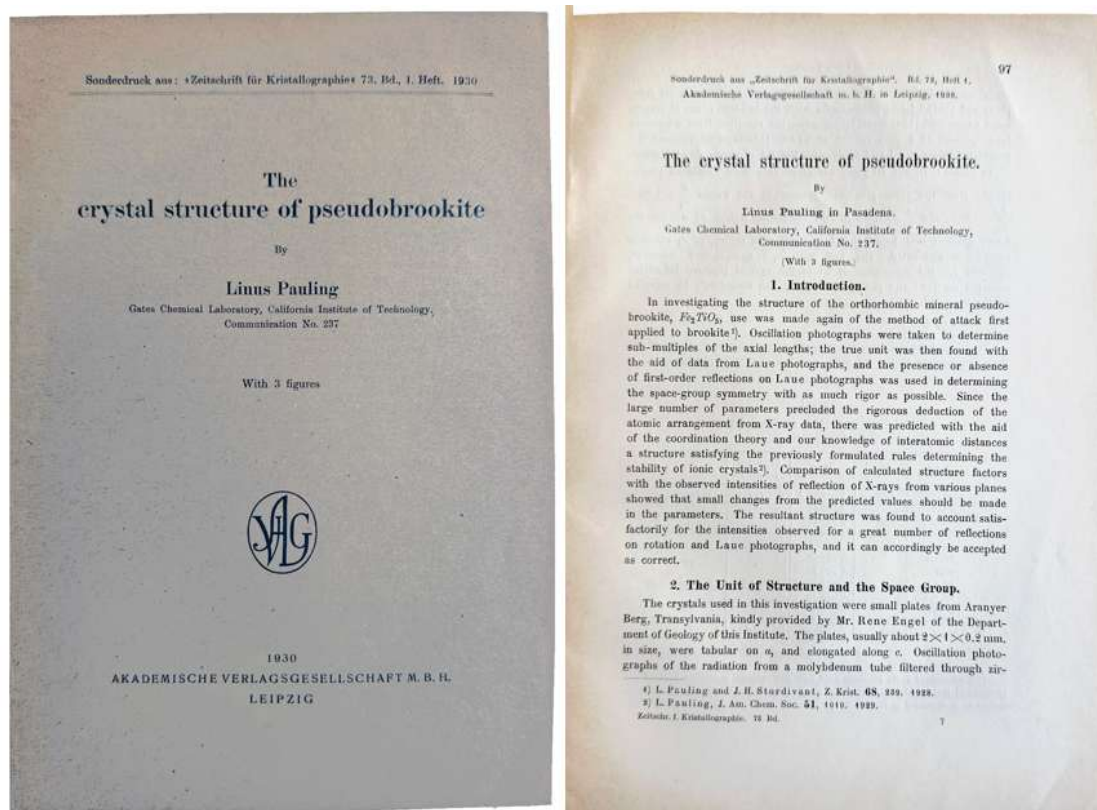 Sonderdruck aus: «Zeitschrift für Kristallographie« 73. Bd., 1. Heft. 1930
The
crystal structure of pseudobrookite
By
Linus Pauling
Gates Chemical Laboratory, California Institute of Technology,
Communication No. 237
With 3 figures
VAG
1930
AKADEMISCHE VERLAGSGESELLSCHAFT M. B. H.
LEIPZIG
97
Sonderdruck aus „Zeitschrift für Kristallographie". Bd. 73, Heft 1.
Akademische Verlagsgesellschaft m. b. H. in Leipzig, 1930.
The crystal structure of pseudobrookite.
By
Linus Pauling in Pasadena.
Gates Chemical Laboratory, California Institute of Technology,
Communication No. 237.
(With 3 figures.)
1. Introduction.
In investigating the structure of the orthorhombic mineral pseudo-
brookite, Fe₂TiO₅, use was made again of the method of attack first
applied to brookite¹). Oscillation photographs were taken to determine
sub-multiples of the axial lengths; the true unit was then found with
the aid of data from Laue photographs, and the presence or absence
of first-order reflections on Laue photographs was used in determining
the space-group symmetry with as much rigor as possible. Since the
large number of parameters precluded the rigorous deduction of the
atomic arrangement from X-ray data, there was predicted with the aid
of the coordination theory and our knowledge of interatomic distances
a structure satisfying the previously formulated rules determining the
stability of ionic crystals²). Comparison of calculated structure factors
with the observed intensities of reflection of X-rays from various planes
showed that small changes from the predicted values should be made
in the parameters. The resultant structure was found to account satis-
factorily for the intensities observed for a great number of reflections
on rotation and Laue photographs, and it can accordingly be accepted
as correct.
2. The Unit of Structure and the Space Group.
The crystals used in this investigation were small plates from Aranyer
Berg, Transylvania, kindly provided by Mr. Rene Engel of the Depart-
ment of Geology of this Institute. The plates, usually about 2×1×0.2 mm.
in size, were tabular on a, and elongated along c. Oscillation photo-
graphs of the radiation from a molybdenum tube filtered through zir-
1) L. Pauling and J. H. Sturdivant, Z. Krist. 68, 239. 1928.
2) L. Pauling, J. Am. Chem. Soc. 51, 1010. 1929.
Zeitschr. f. Kristallographie. 73 Bd.
7